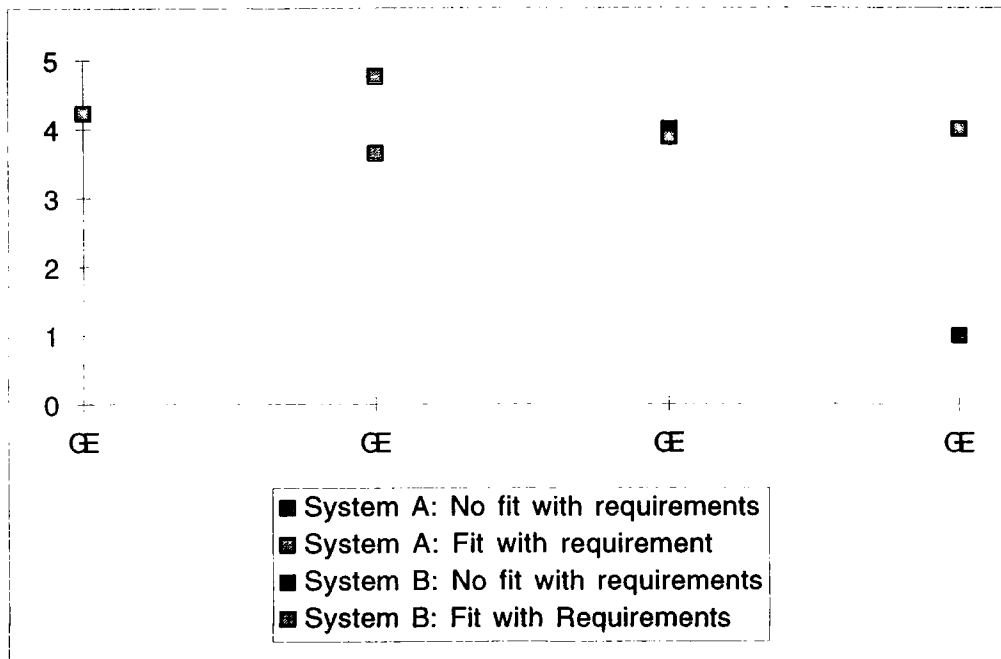 5
4
3
2
1
0
Œ Œ Œ Œ
System A: No fit with requirements
System A: Fit with requirement
System B: No fit with requirements
System B: Fit with Requirements